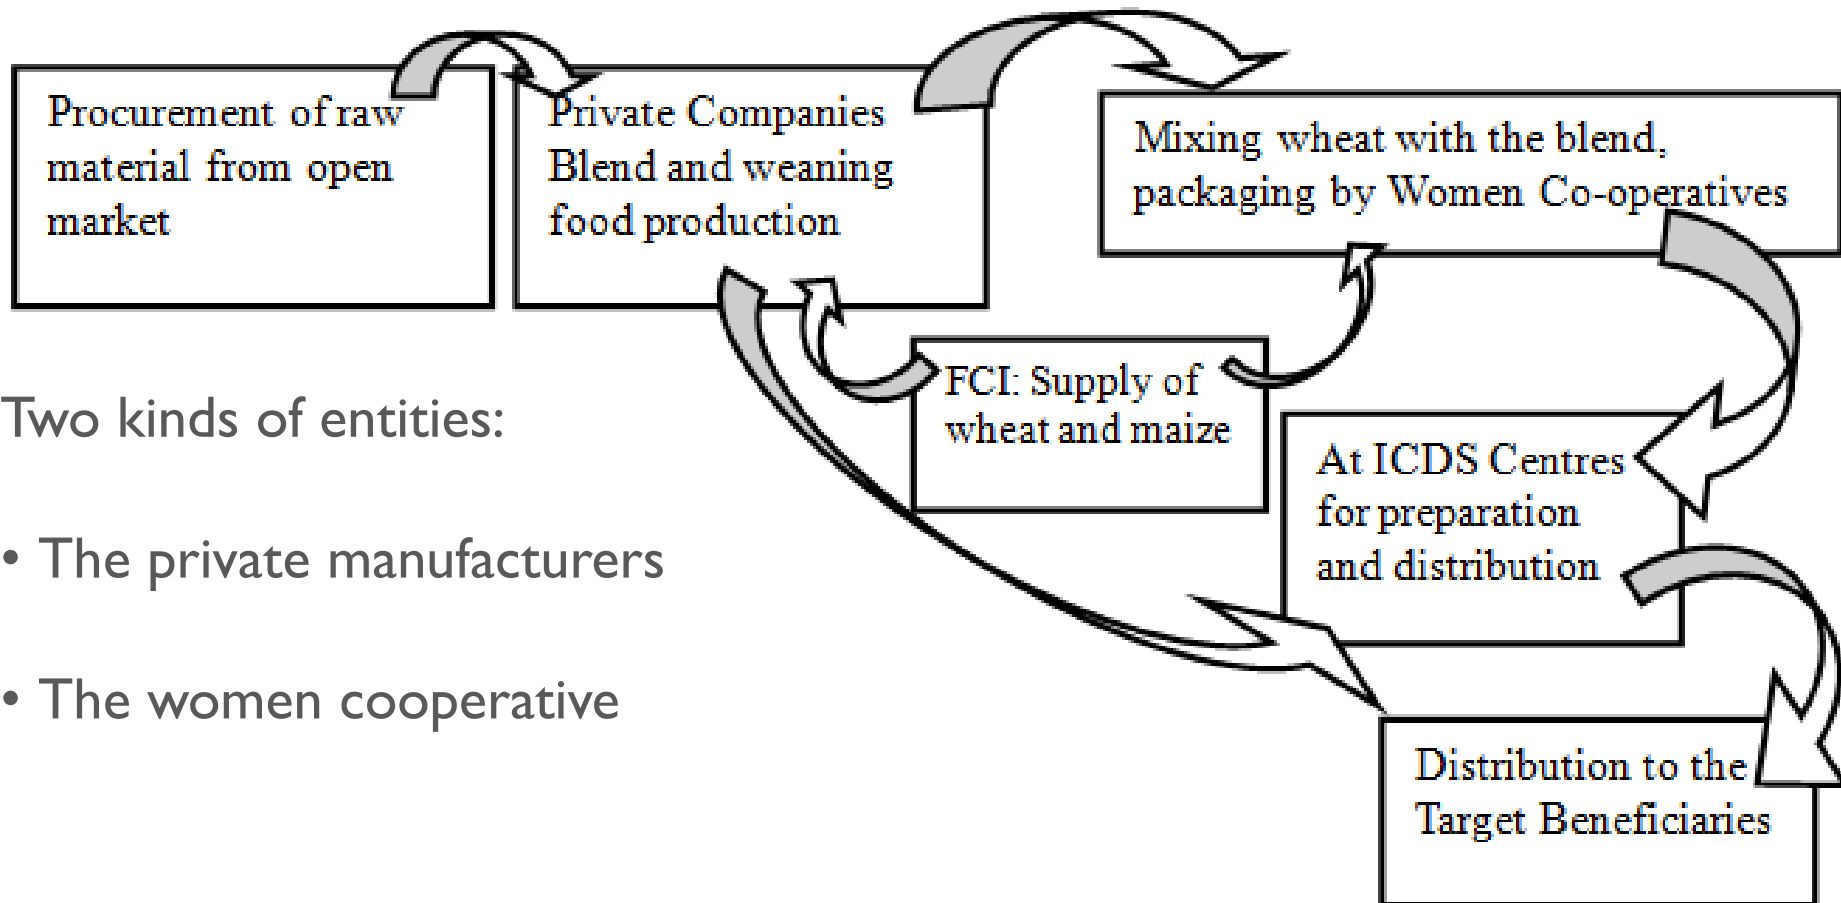 Procurement of raw
material from open
market
Private Companies
Blend and weaning
food production
Mixing wheat with the blend,
packaging by Women Co-operatives
FCI: Supply of
wheat and maize
At ICDS Centres
for preparation
and distribution
Distribution to the
Target Beneficiaries
Two kinds of entities:
• The private manufacturers
• The women cooperative